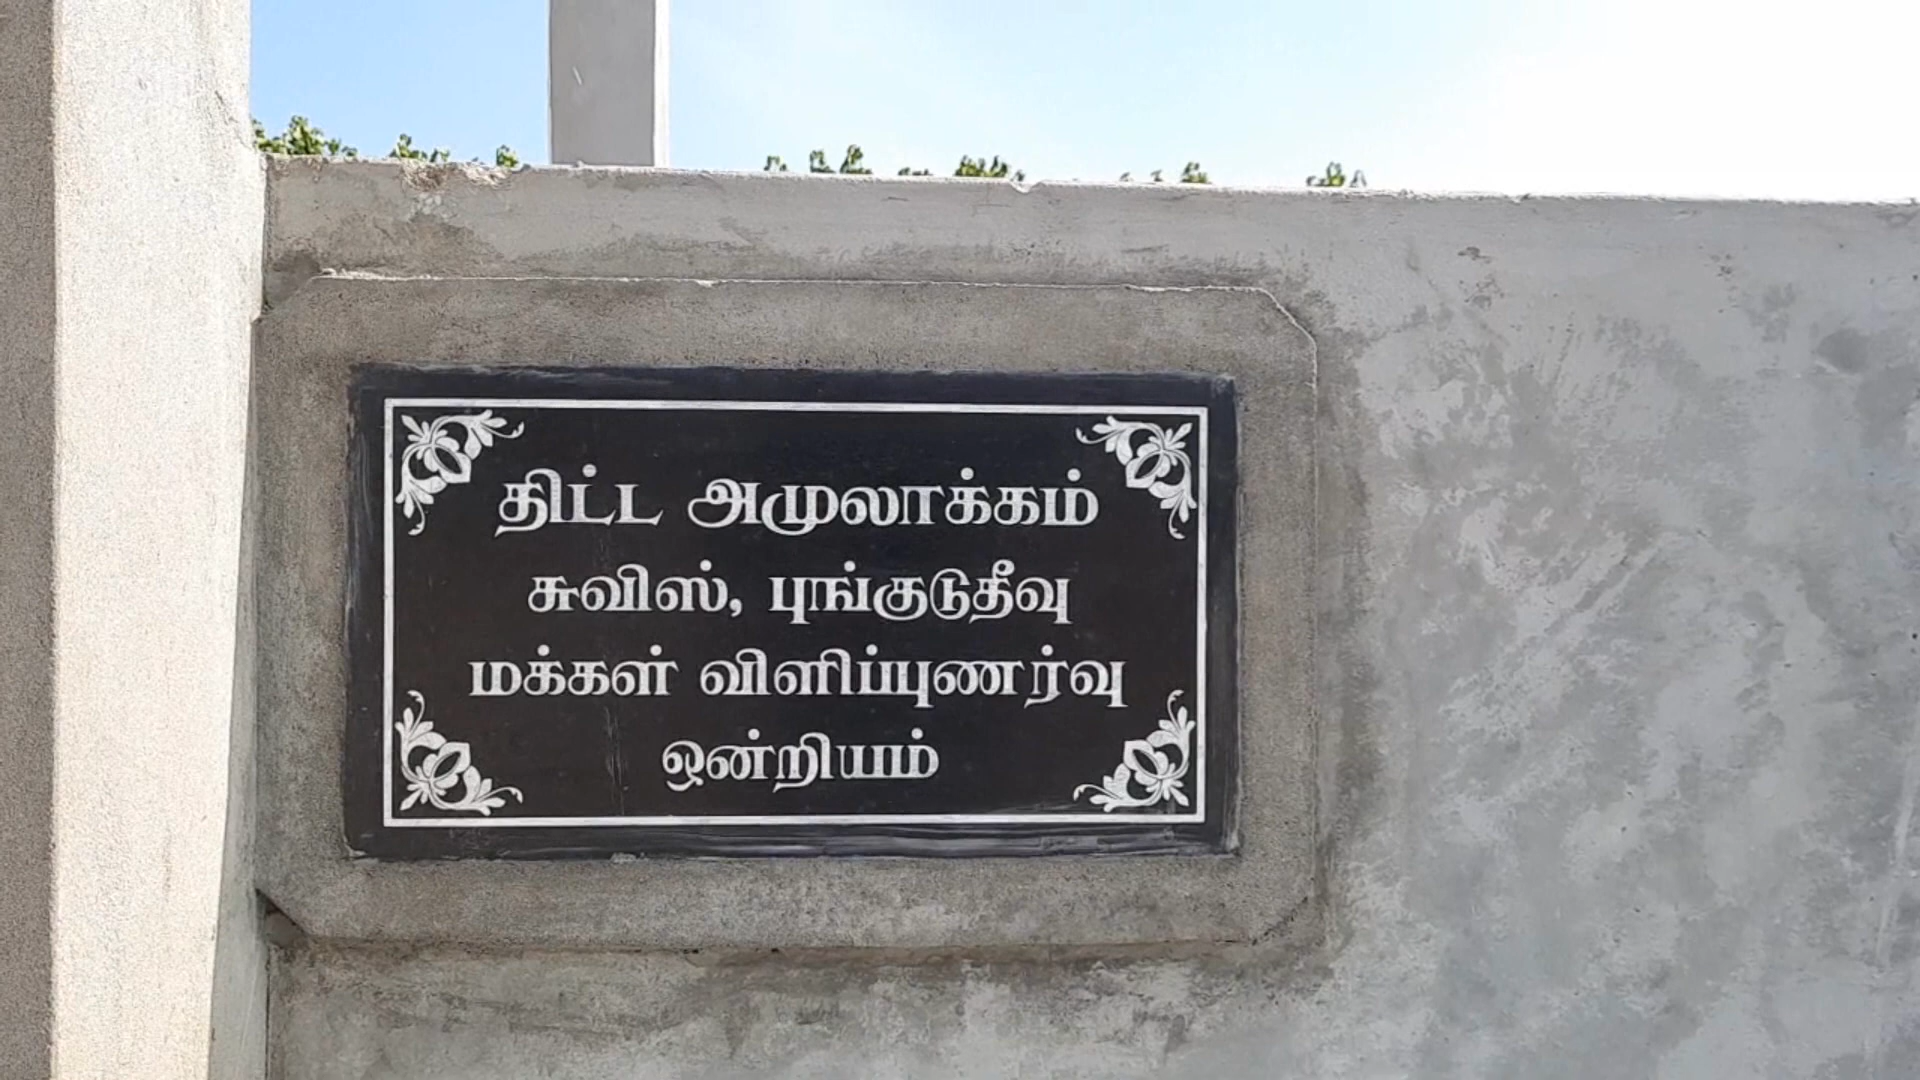 திட்ட அமுலாக்கம்
சுவிஸ், புங்குடுதீவு
மக்கள் விளிப்புணர்வு
ஒன்றியம்